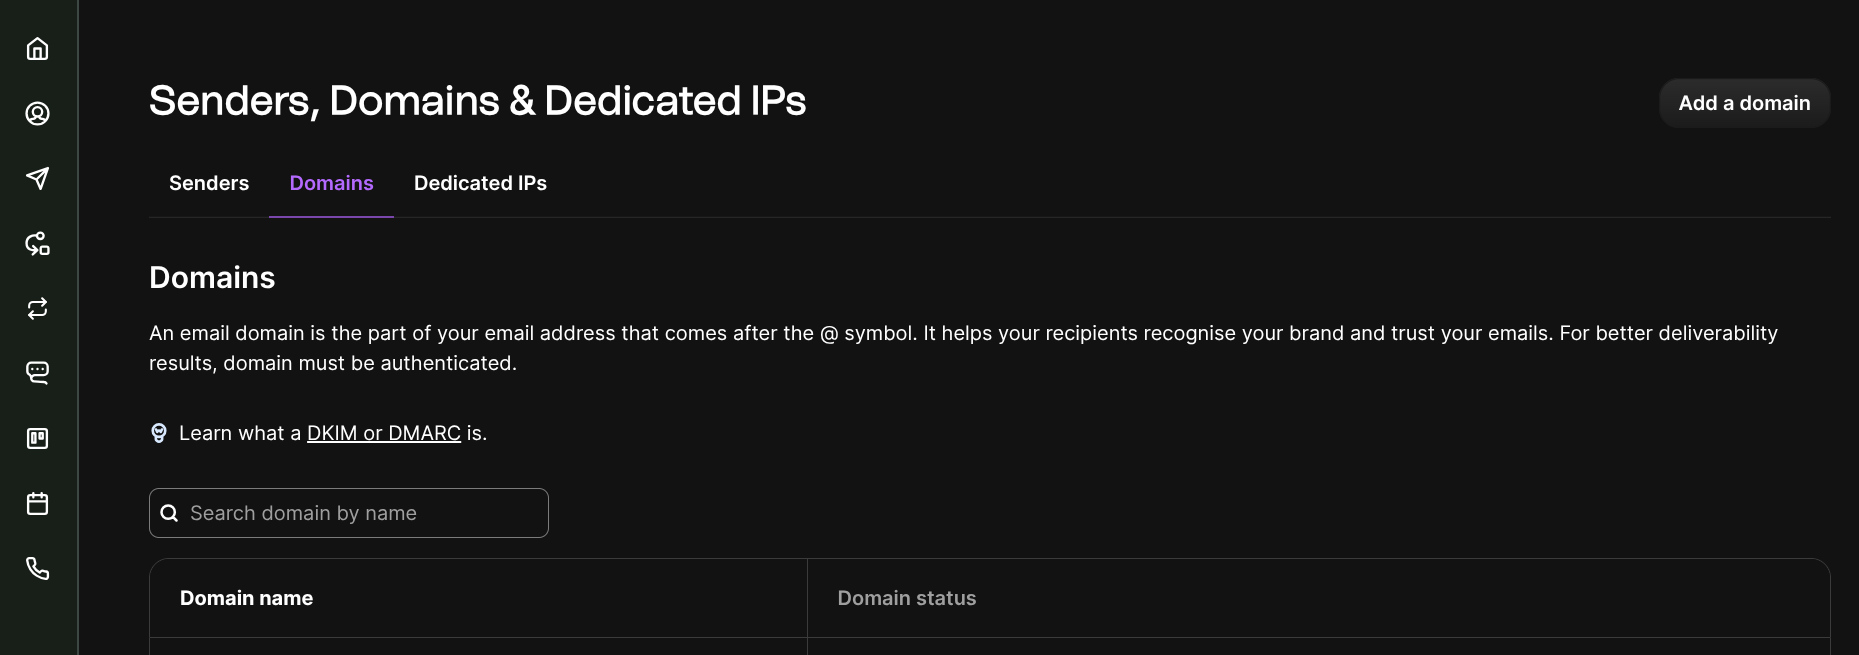 Senders, Domains & Dedicated IPs
Add a domain
Senders
Domains
Dedicated IPs
Domains
An email domain is the part of your email address that comes after the @ symbol. It helps your recipients recognise your brand and trust your emails. For better deliverability
results, domain must be authenticated.
Learn what a DKIM or DMARC is.
Search domain by name
Domain name
Domain status